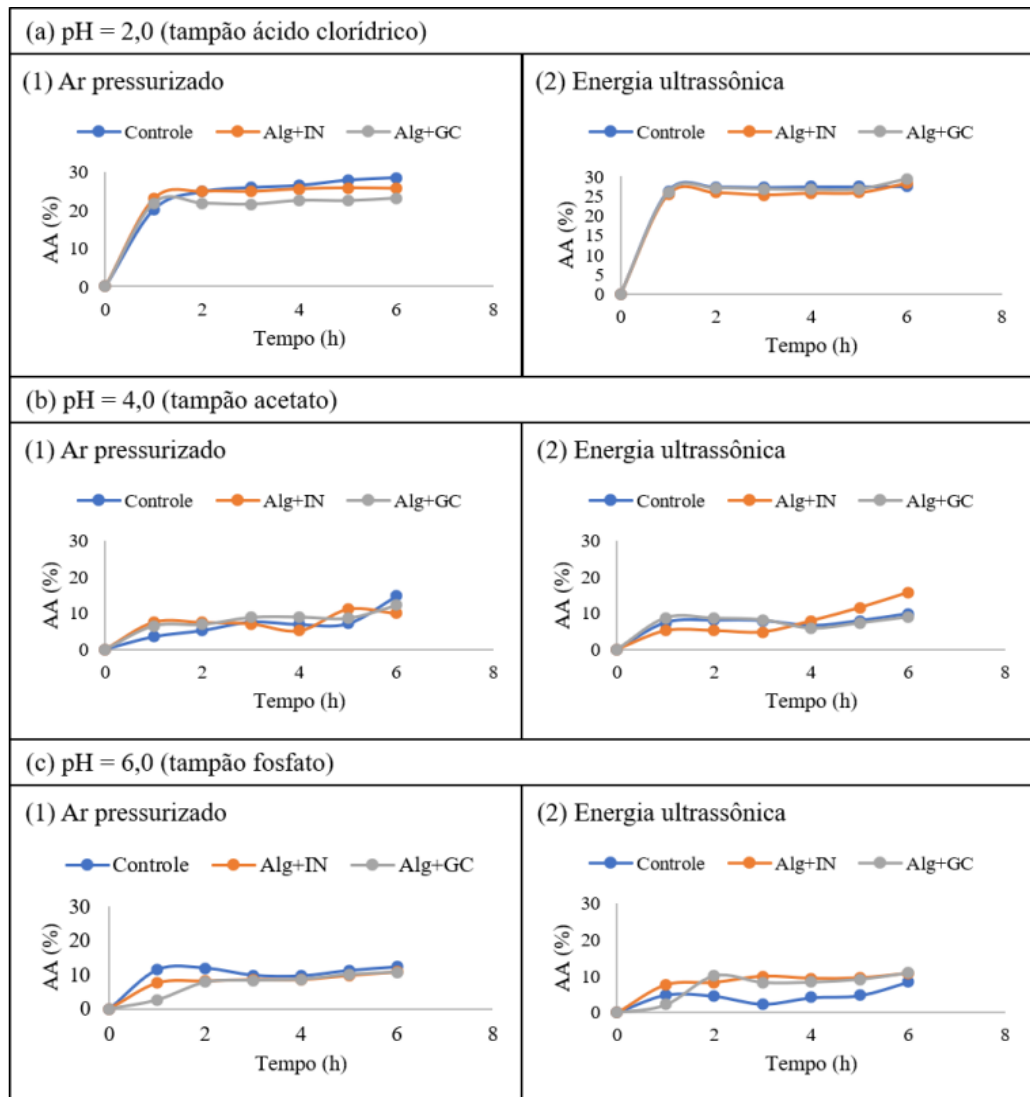 (a) pH = 2,0 (tampão ácido clorídrico)
(1) Ar pressurizado
Controle Alg+IN Alg+GC
AA (%)
30
20
10
0
0 2 4 6 8
Tempo (h)
(2) Energia ultrassônica
Controle Alg+IN Alg+GC
AA (%)
30
25
20
15
10
5
0
0 2 4 6 8
Tempo (h)
(b) pH = 4,0 (tampão acetato)
(1) Ar pressurizado
Controle Alg+IN Alg+GC
AA (%)
30
20
10
0
0 2 4 6 8
Tempo (h)
(2) Energia ultrassônica
Controle Alg+IN Alg+GC
AA (%)
30
20
10
0
0 2 4 6 8
Tempo (h)
(c) pH = 6,0 (tampão fosfato)
(1) Ar pressurizado
Controle Alg+IN Alg+GC
AA (%)
30
20
10
0
0 2 4 6 8
Tempo (h)
(2) Energia ultrassônica
Controle Alg+IN Alg+GC
AA (%)
30
20
10
0
0 2 4 6 8
Tempo (h)